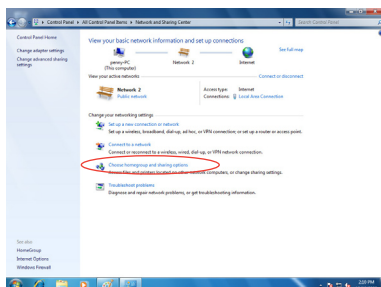 Control Panel ▸ All Control Panel Items ▸ Network and Sharing Center
Search Control Panel
Control Panel Home
Change adapter settings
Change advanced sharing
settings
View your basic network information and set up connections
See full map
penny-PC
(This computer)
Network 2
Internet
View your active networks
Connect or disconnect
Network 2
Public network
Access type: Internet
Connections: Local Area Connection
Change your networking settings
Set up a new connection or network
Set up a wireless, broadband, dial-up, ad hoc, or VPN connection; or set up a router or access point.
Connect to a network
Connect or reconnect to a wireless, wired, dial-up, or VPN network connection.
Choose homegroup and sharing options
Access files and printers located on other network computers, or change sharing settings.
Troubleshoot problems
Diagnose and repair network problems, or get troubleshooting information.
See also
HomeGroup
Internet Options
Windows Firewall
2:10 PM